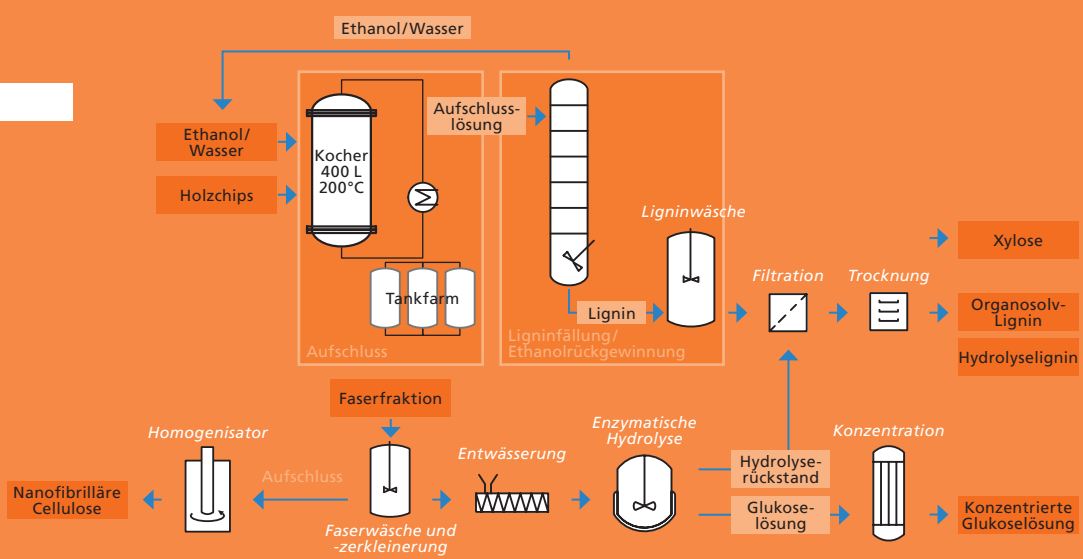 Ethanol/Wasser
Ethanol/
Wasser
Holzchips
Kocher
400 L
200°C
Tankfarm
Aufschluss
Aufschluss-
lösung
Lignin
Ligninfällung/
Ethanolrückgewinnung
Ligninwäsche
Filtration
Trocknung
Xylose
Organosolv-
Lignin
Hydrolyselignin
Faserfraktion
Homogenisator
Aufschluss
Nanofibrilläre
Cellulose
Faserwäsche und
-zerkleinerung
Entwässerung
Enzymatische
Hydrolyse
Hydrolyse-
rückstand
Glukose-
lösung
Konzentration
Konzentrierte
Glukoselösung